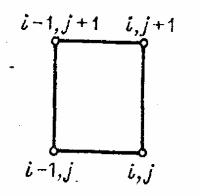 i-1, j+1 i, j+1
i-1, j i, j